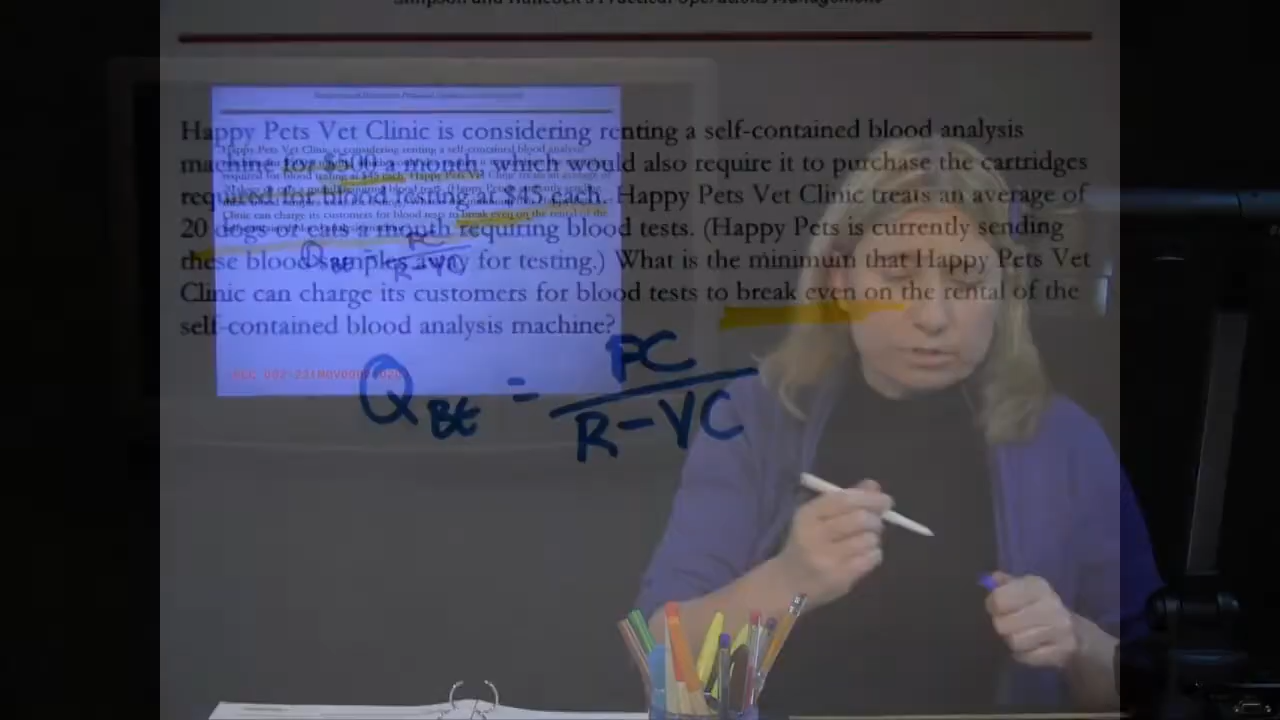 Simpson and Hancock's Practical Operations Management
Happy Pets Vet Clinic is considering renting a self-contained blood analysis
machine for $500 a month, which would also require it to purchase the cartridges
required for blood testing at $45 each. Happy Pets Vet Clinic treats an average of
20 dogs or cats a month requiring blood tests. (Happy Pets is currently sending
these blood samples away for testing.) What is the minimum that Happy Pets Vet
Clinic can charge its customers for blood tests to break even on the rental of the
self-contained blood analysis machine?
Q BE = FC
R-VC